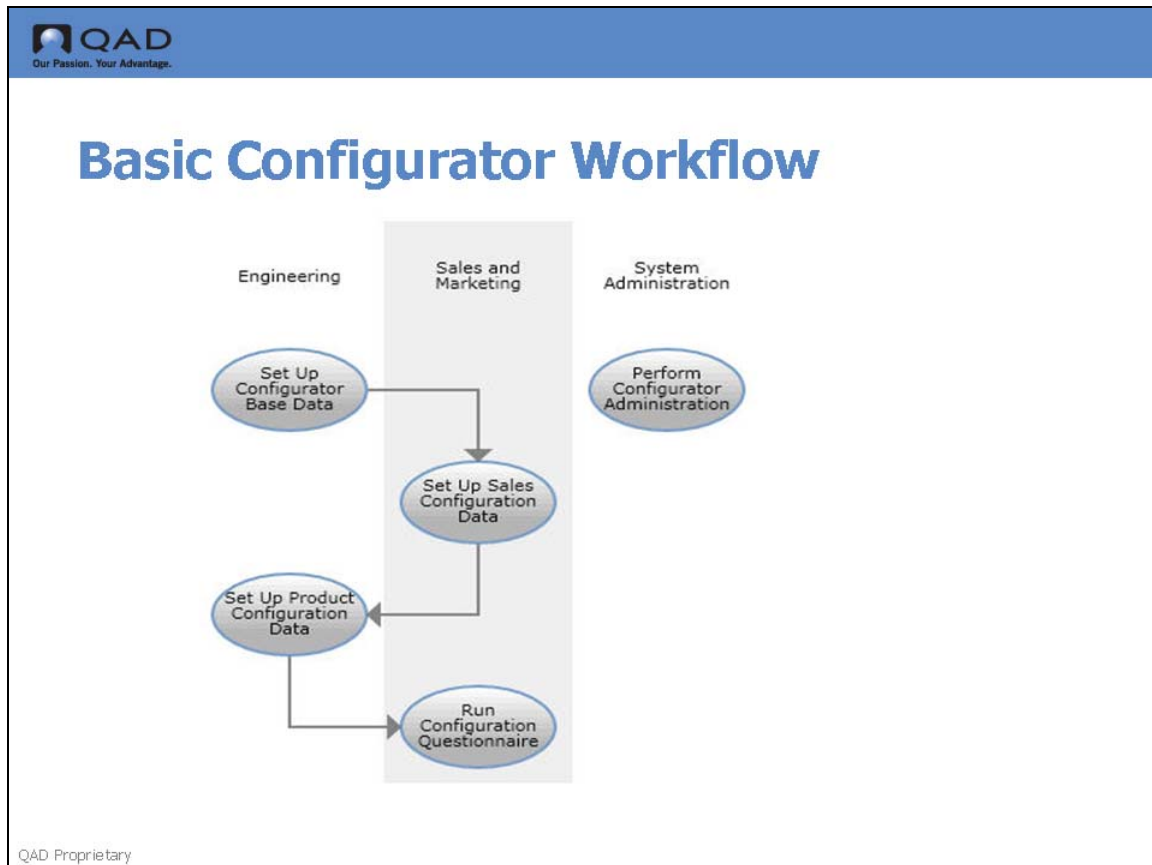 QAD
Our Passion. Your Advantage.
Basic Configurator Workflow
Engineering
Sales and
Marketing
System
Administration
Set Up
Configurator
Base Data
Perform
Configurator
Administration
Set Up Sales
Configuration
Data
Set Up Product
Configuration
Data
Run
Configuration
Questionnaire
QAD Proprietary